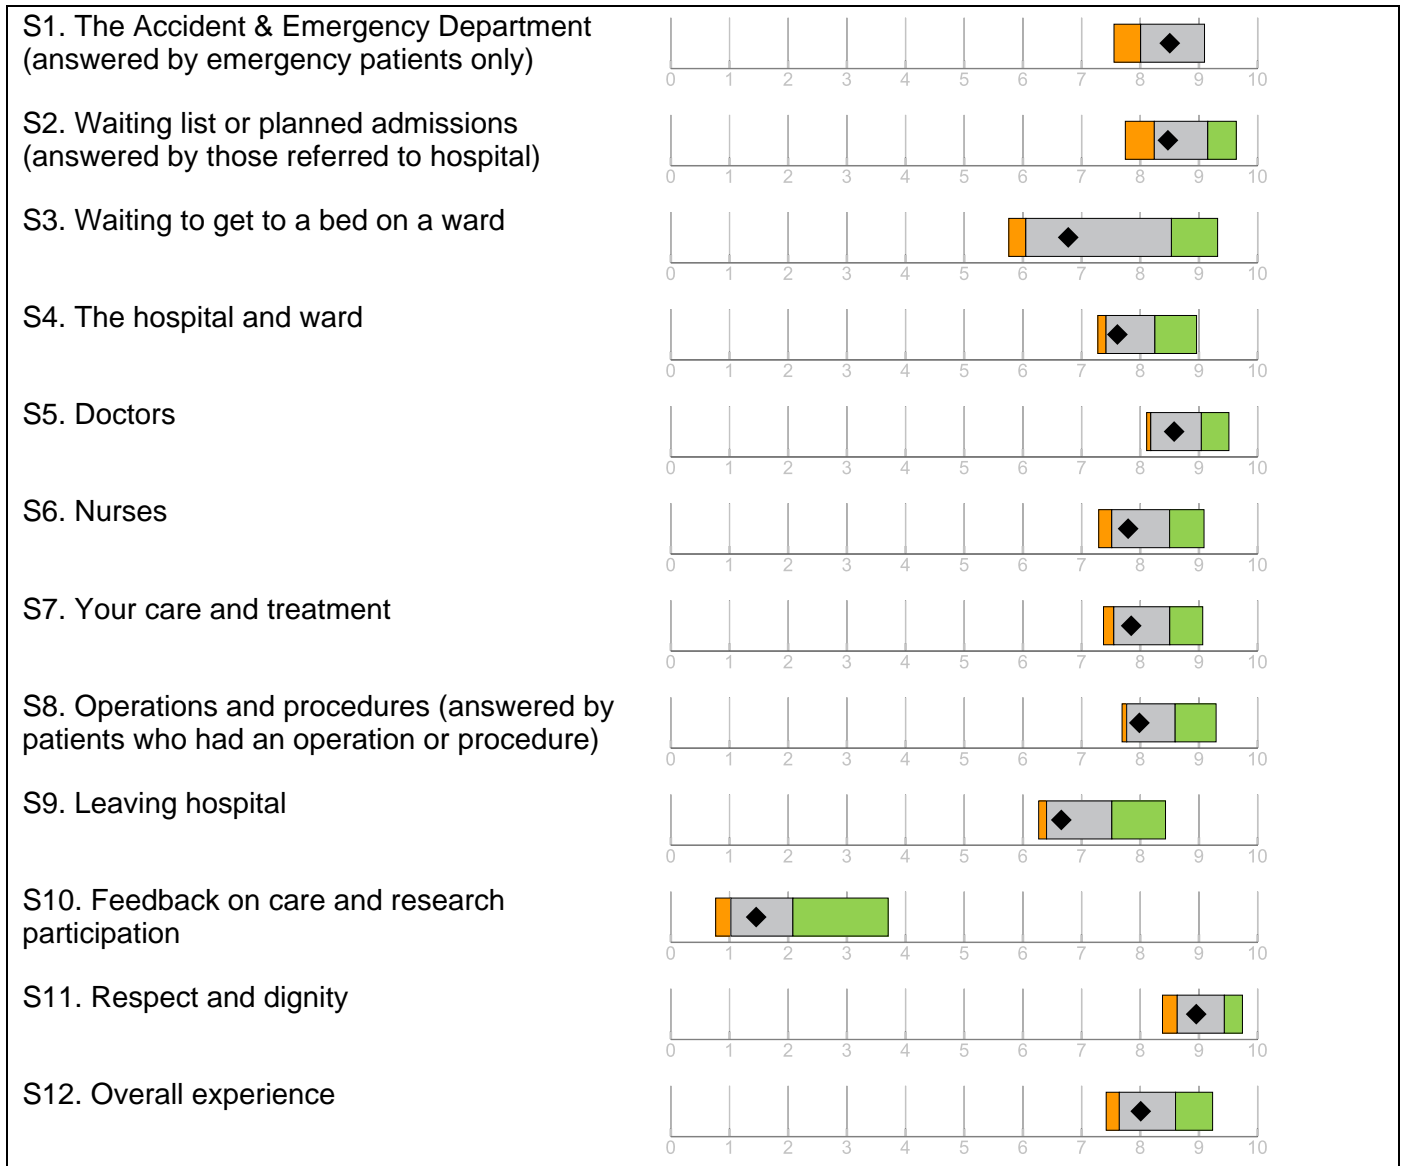 S1. The Accident & Emergency Department
(answered by emergency patients only)
0 1 2 3 4 5 6 7 8 9 10
S2. Waiting list or planned admissions
(answered by those referred to hospital)
0 1 2 3 4 5 6 7 8 9 10
S3. Waiting to get to a bed on a ward
0 1 2 3 4 5 6 7 8 9 10
S4. The hospital and ward
0 1 2 3 4 5 6 7 8 9 10
S5. Doctors
0 1 2 3 4 5 6 7 8 9 10
S6. Nurses
0 1 2 3 4 5 6 7 8 9 10
S7. Your care and treatment
0 1 2 3 4 5 6 7 8 9 10
S8. Operations and procedures (answered by
patients who had an operation or procedure)
0 1 2 3 4 5 6 7 8 9 10
S9. Leaving hospital
0 1 2 3 4 5 6 7 8 9 10
S10. Feedback on care and research
participation
0 1 2 3 4 5 6 7 8 9 10
S11. Respect and dignity
0 1 2 3 4 5 6 7 8 9 10
S12. Overall experience
0 1 2 3 4 5 6 7 8 9 10